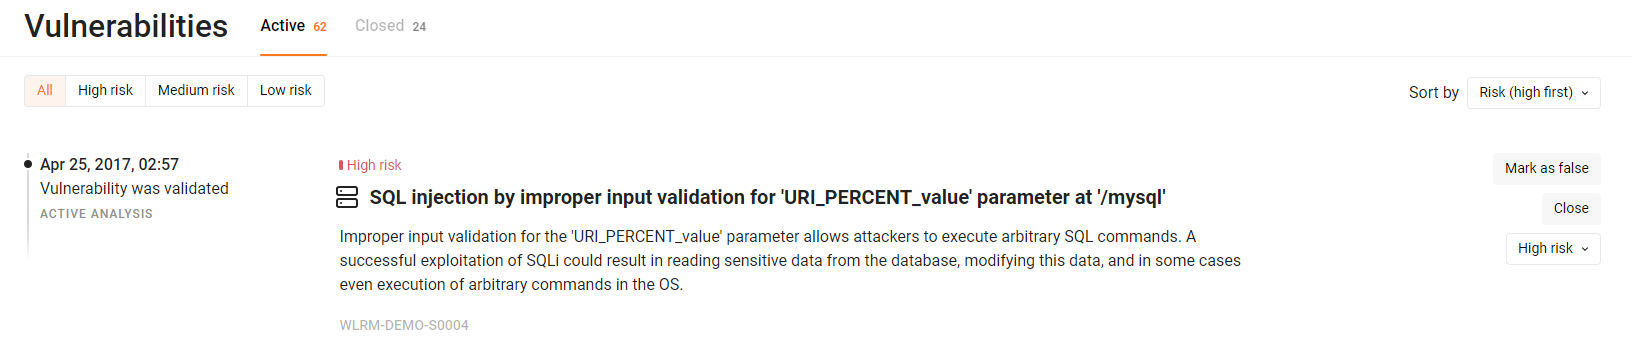 Vulnerabilities Active 62 Closed 24
All High risk Medium risk Low risk
Sort by Risk (high first)
Apr 25, 2017, 02:57
Vulnerability was validated
ACTIVE ANALYSIS
High risk
SQL injection by improper input validation for 'URI_PERCENT_value' parameter at '/mysql'
Improper input validation for the 'URI_PERCENT_value' parameter allows attackers to execute arbitrary SQL commands. A
successful exploitation of SQLi could result in reading sensitive data from the database, modifying this data, and in some cases
even execution of arbitrary commands in the OS.
WLRM-DEMO-S0004
Mark as false
Close
High risk